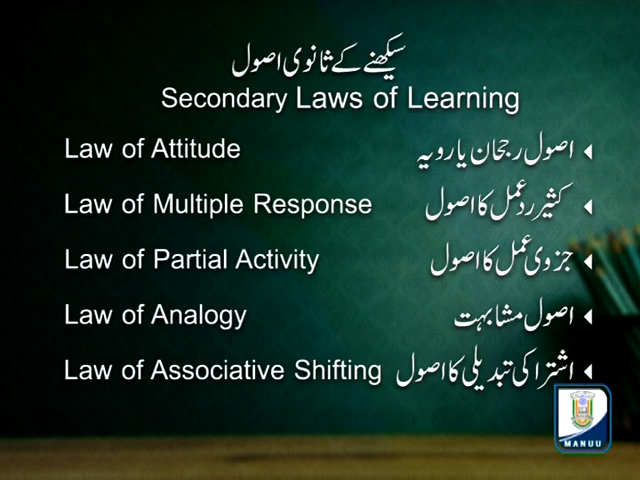 سیکھنے کے ثانوی اصول
Secondary Laws of Learning
Law of Attitude اصول رجحان یا رویہ
Law of Multiple Response کثیر ردعمل کا اصول
Law of Partial Activity جزوی عمل کا اصول
Law of Analogy اصول مشابہت
Law of Associative Shifting اشتراکی تبدیلی کا اصول
MANUU